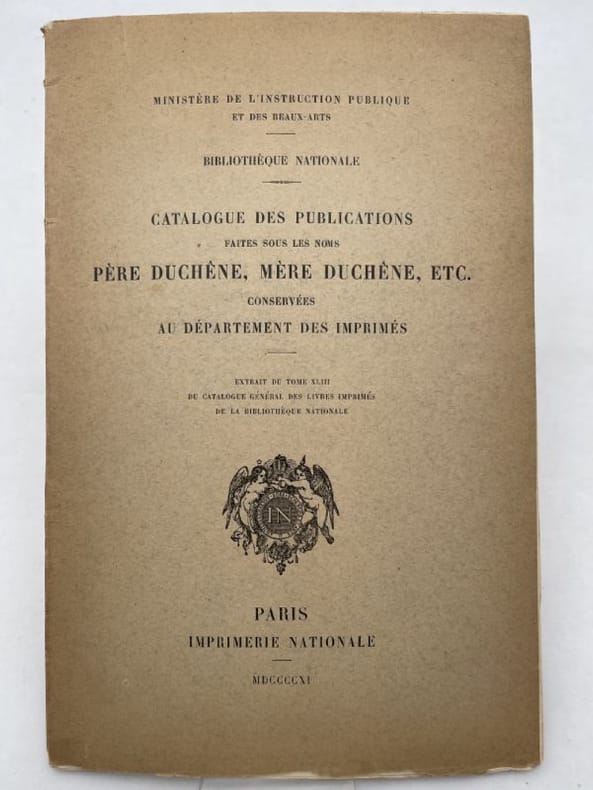 MINISTÈRE DE L'INSTRUCTION PUBLIQUE
ET DES BEAUX-ARTS
BIBLIOTHÈQUE NATIONALE
CATALOGUE DES PUBLICATIONS
FAITES SOUS LES NOMS
PÈRE DUCHÊNE, MÈRE DUCHÊNE, ETC.
CONSERVÉES
AU DÉPARTEMENT DES IMPRIMÉS
EXTRAIT DU TOME XLIII
DU CATALOGUE GÉNÉRAL DES LIVRES IMPRIMÉS
DE LA BIBLIOTHÈQUE NATIONALE
IN
PARIS
IMPRIMERIE NATIONALE
MDCCCCXI